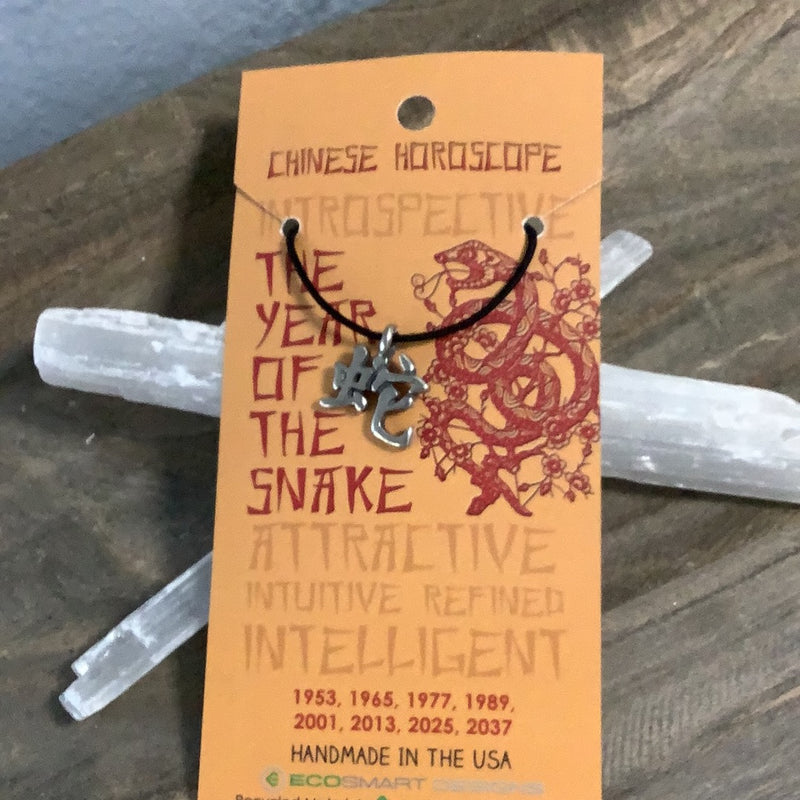 CHINESE HOROSCOPE
INTROSPECTIVE
THE
YEAR
OF
THE
SNAKE
蛇
ATTRACTIVE
INTUITIVE REFINED
INTELLIGENT
1953, 1965, 1977, 1989,
2001, 2013, 2025, 2037
HANDMADE IN THE USA
ECOSMART DESIGNS
Recycled